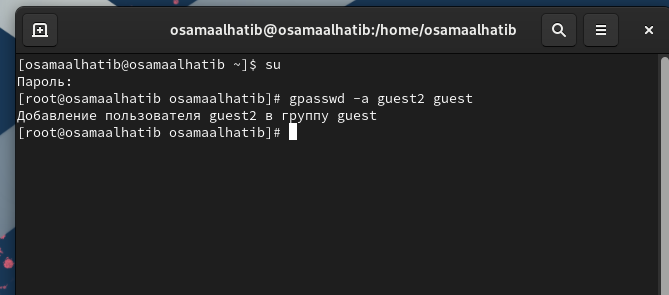 osamaalhatib@osamaalhatib:/home/osamaalhatib
[osamaalhatib@osamaalhatib ~]$ su
Пароль:
[root@osamaalhatib osamaalhatib]# gpasswd -a guest2 guest
Добавление пользователя guest2 в группу guest
[root@osamaalhatib osamaalhatib]#